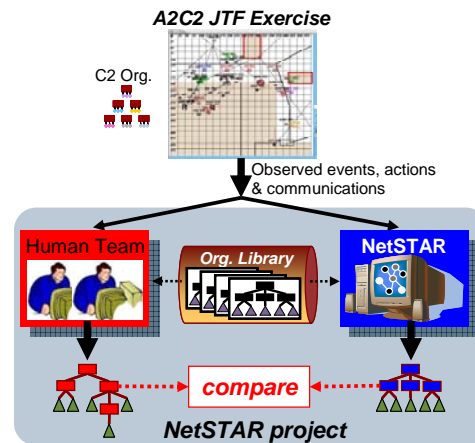 A2C2 JTF Exercise
C2 Org.
Observed events, actions
& communications
Human Team
Org. Library
NetSTAR
compare
NetSTAR project